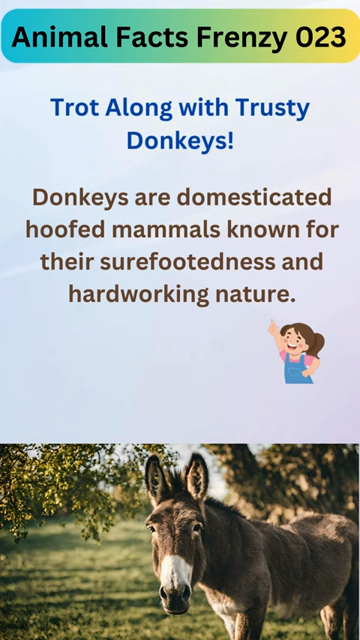 Animal Facts Frenzy 023
Trot Along with Trusty
Donkeys!
Donkeys are domesticated
hoofed mammals known for
their surefootedness and
hardworking nature.